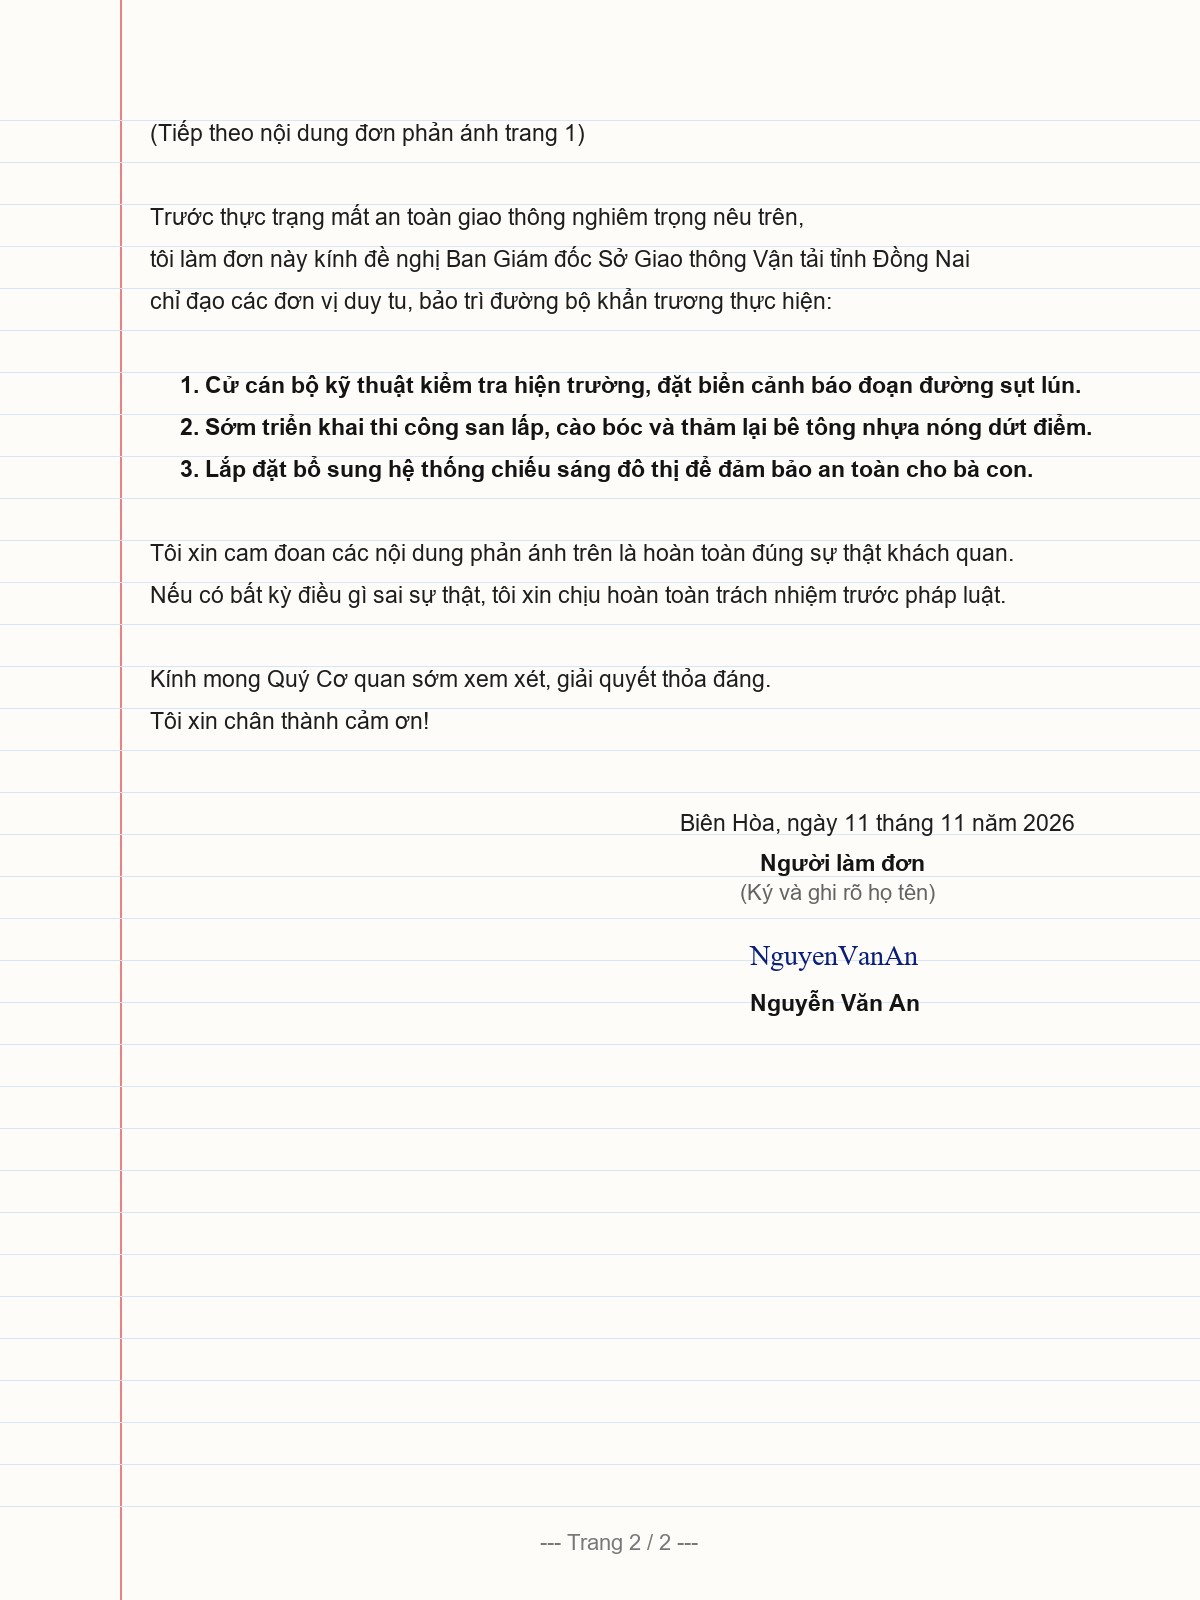 (Tiếp theo nội dung đơn phản ánh trang 1)
Trước thực trạng mất an toàn giao thông nghiêm trọng nêu trên,
tôi làm đơn này kính đề nghị Ban Giám đốc Sở Giao thông Vận tải tỉnh Đồng Nai
chỉ đạo các đơn vị duy tu, bảo trì đường bộ khẩn trương thực hiện:
1. Cử cán bộ kỹ thuật kiểm tra hiện trường, đặt biển cảnh báo đoạn đường sụt lún.
2. Sớm triển khai thi công san lấp, cào bóc và thảm lại bê tông nhựa nóng dứt điểm.
3. Lắp đặt bổ sung hệ thống chiếu sáng đô thị để đảm bảo an toàn cho bà con.
Tôi xin cam đoan các nội dung phản ánh trên là hoàn toàn đúng sự thật khách quan.
Nếu có bất kỳ điều gì sai sự thật, tôi xin chịu hoàn toàn trách nhiệm trước pháp luật.
Kính mong Quý Cơ quan sớm xem xét, giải quyết thỏa đáng.
Tôi xin chân thành cảm ơn!
Biên Hòa, ngày 11 tháng 11 năm 2026
Người làm đơn
(Ký và ghi rõ họ tên)
NguyenVanAn
Nguyễn Văn An
--- Trang 2 / 2 ---